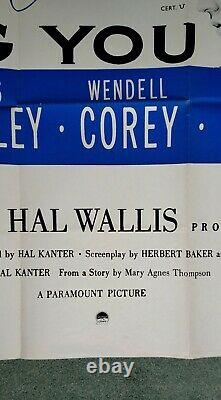 CERT. 'U'
G YOU
WENDELL
LEY · COREY ·
HAL WALLIS PRO
by HAL KANTER · Screenplay by HERBERT BAKER a
AL KANTER From a Story by Mary Agnes Thompson
A PARAMOUNT PICTURE